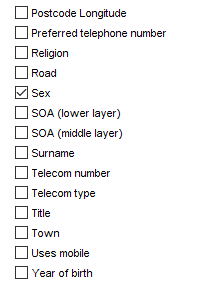 Postcode Longitude
Preferred telephone number
Religion
Road
Sex
SOA (lower layer)
SOA (middle layer)
Surname
Telecom number
Telecom type
Title
Town
Uses mobile
Year of birth